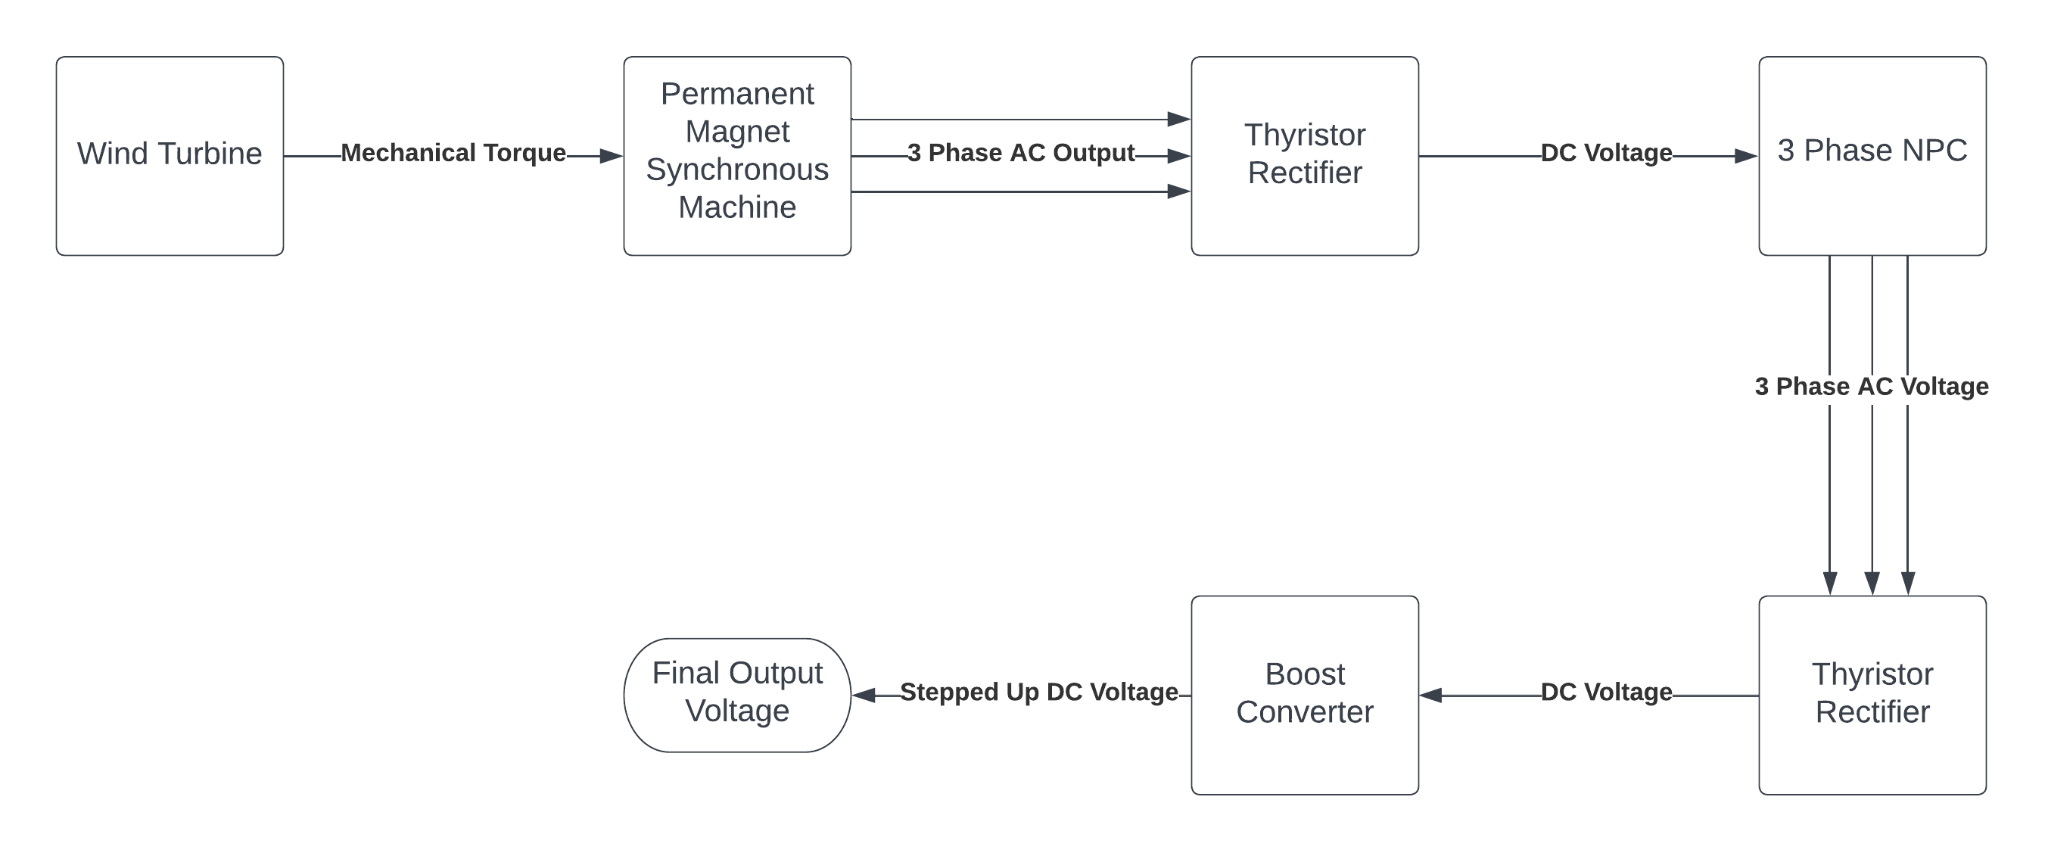 Wind Turbine
Mechanical Torque
Permanent
Magnet
Synchronous
Machine
3 Phase AC Output
Thyristor
Rectifier
DC Voltage
3 Phase NPC
3 Phase AC Voltage
Thyristor
Rectifier
DC Voltage
Boost
Converter
Stepped Up DC Voltage
Final Output
Voltage